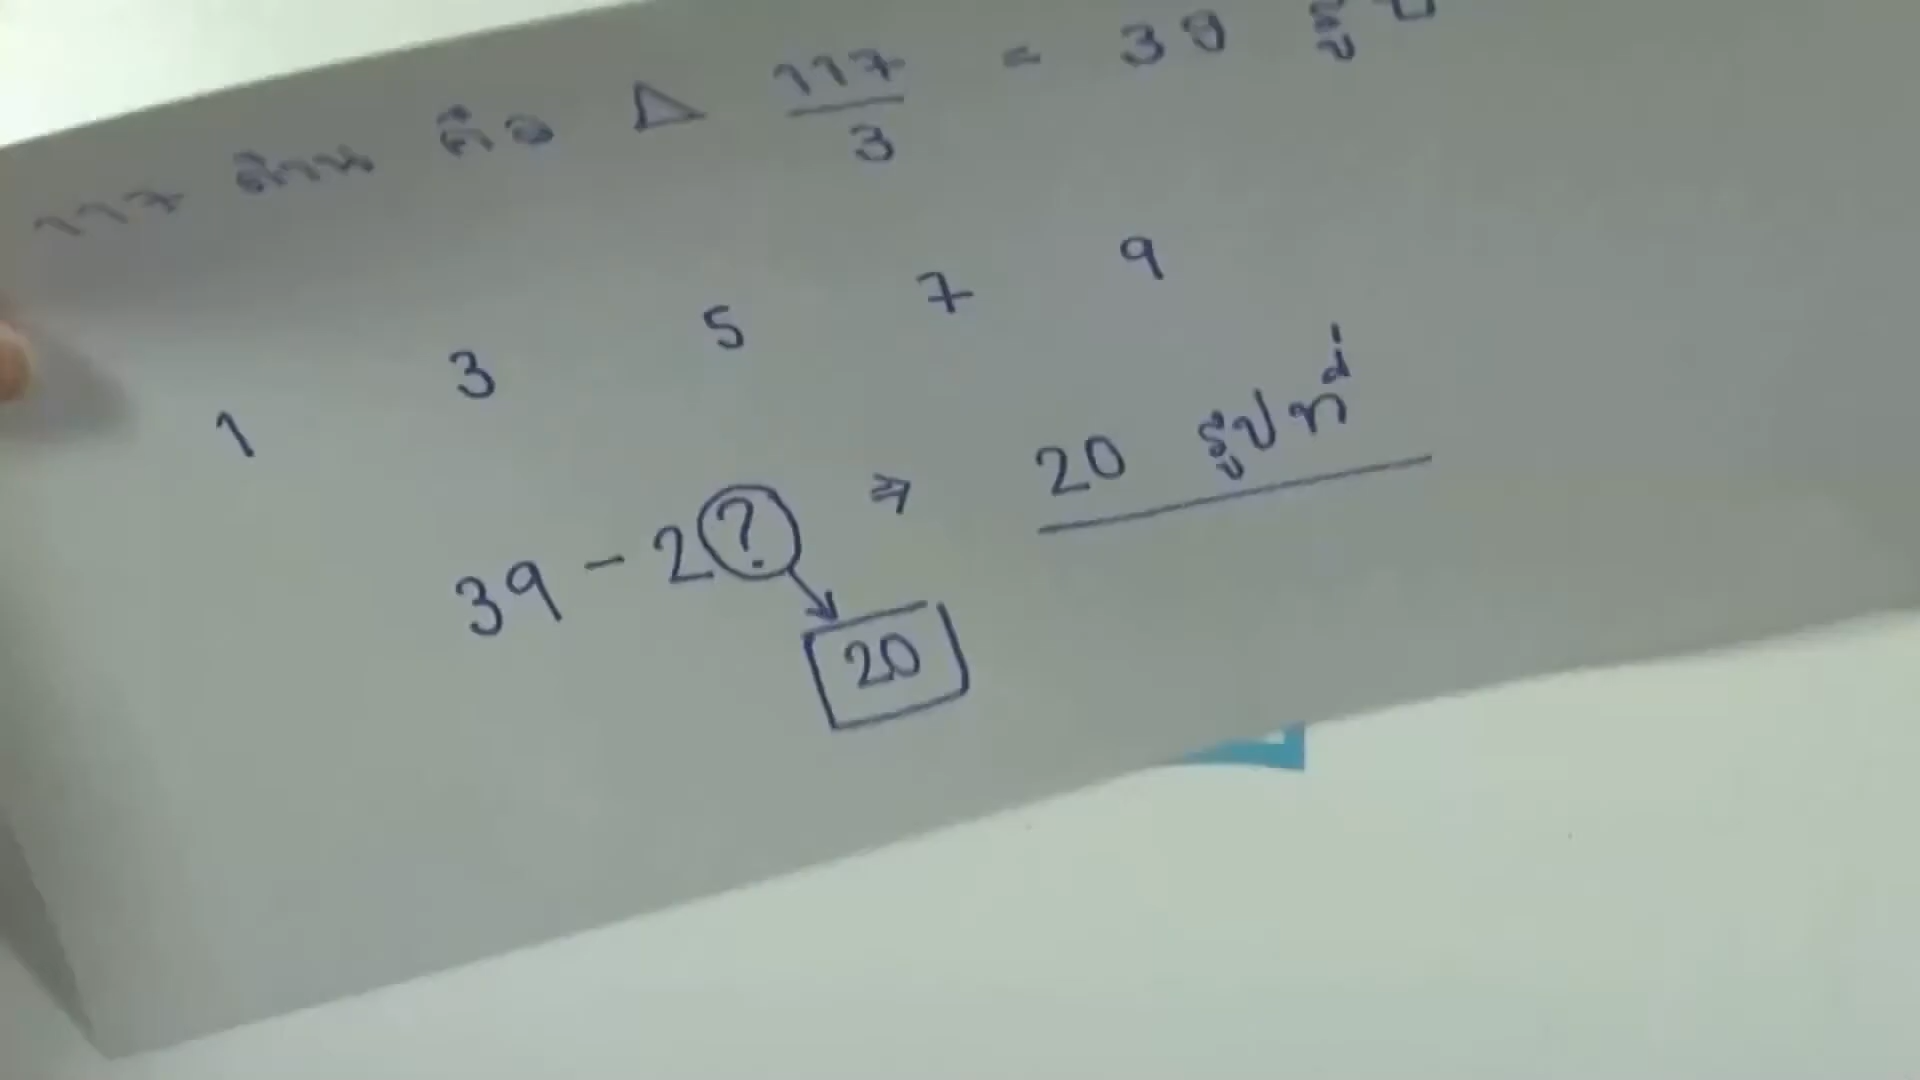 117 ด้าน คือ △ 117/3 = 39 รูป
1 3 5 7 9
39 - 2? ⇒ 20 รูปที่
20